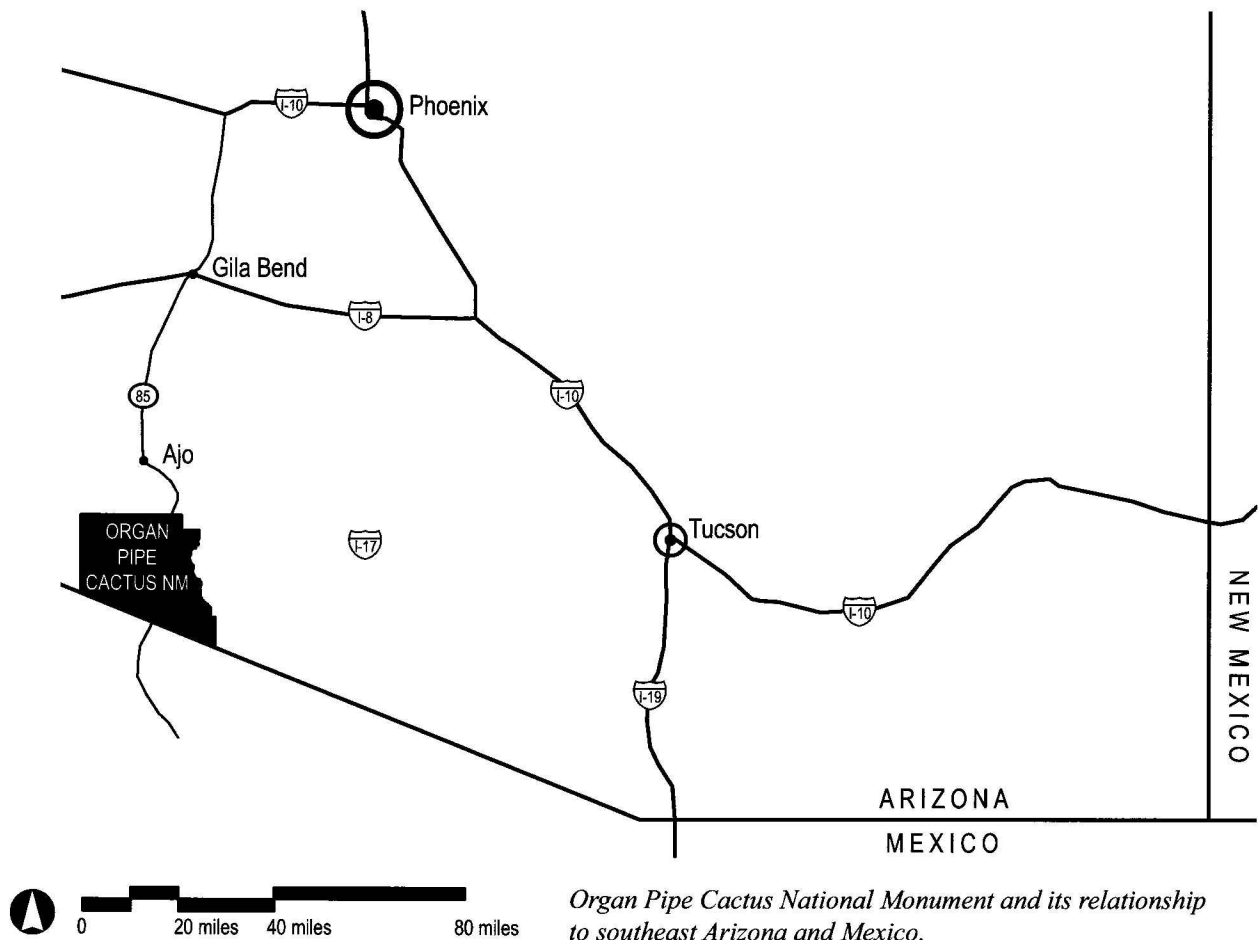 I-10
Phoenix
Gila Bend
I-8
85
I-10
Ajo
ORGAN
PIPE
CACTUS NM
I-17
Tucson
I-10
I-19
NEW MEXICO
ARIZONA
MEXICO
0
20 miles
40 miles
80 miles
Organ Pipe Cactus National Monument and its relationship
to southeast Arizona and Mexico.